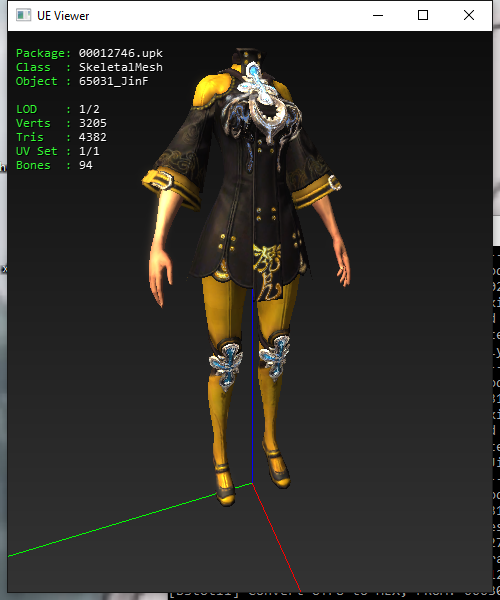 UE Viewer
Package: 00012746.upk
Class : SkeletalMesh
Object : 65031_JinF
LOD : 1/2
Verts : 3205
Tris : 4382
UV Set : 1/1
Bones : 94